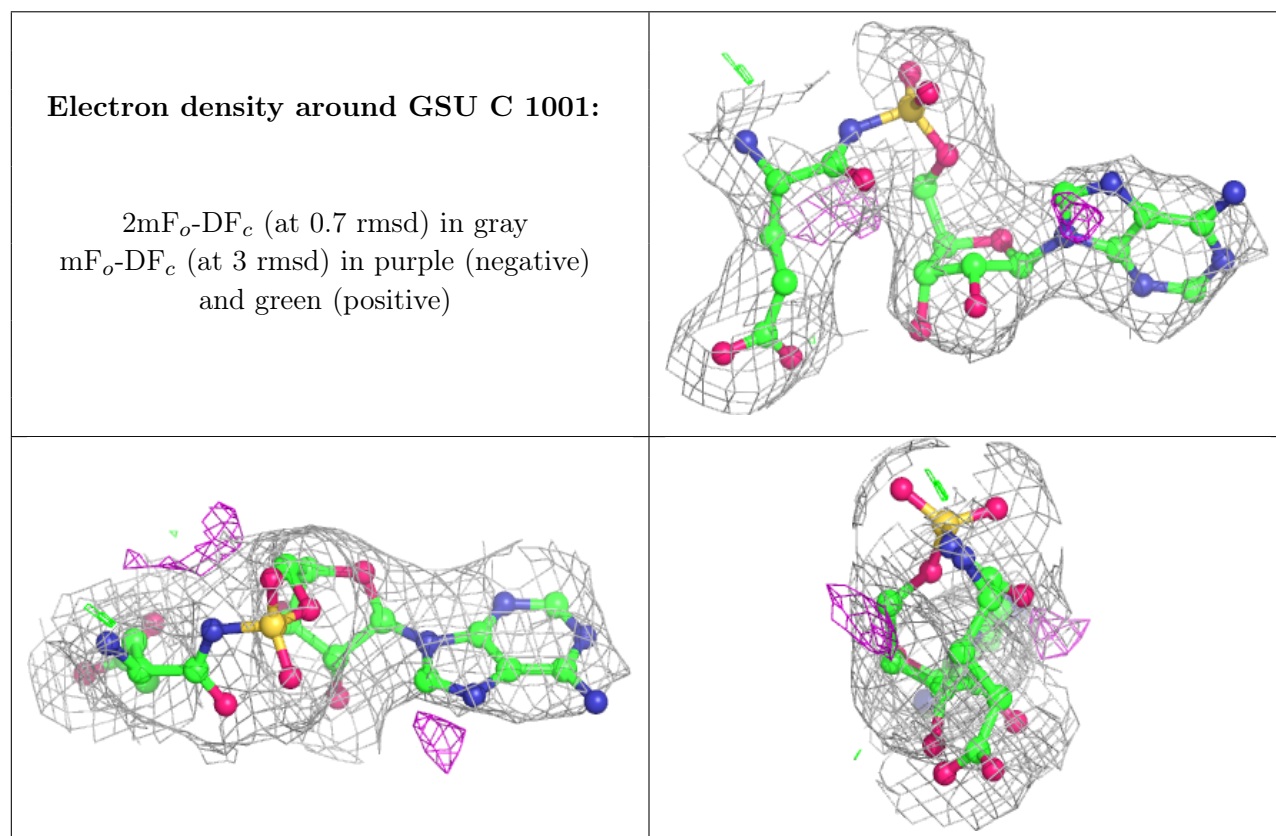 Electron density around GSU C 1001:
2mFo-DFc (at 0.7 rmsd) in gray
mFo-DFc (at 3 rmsd) in purple (negative)
and green (positive)